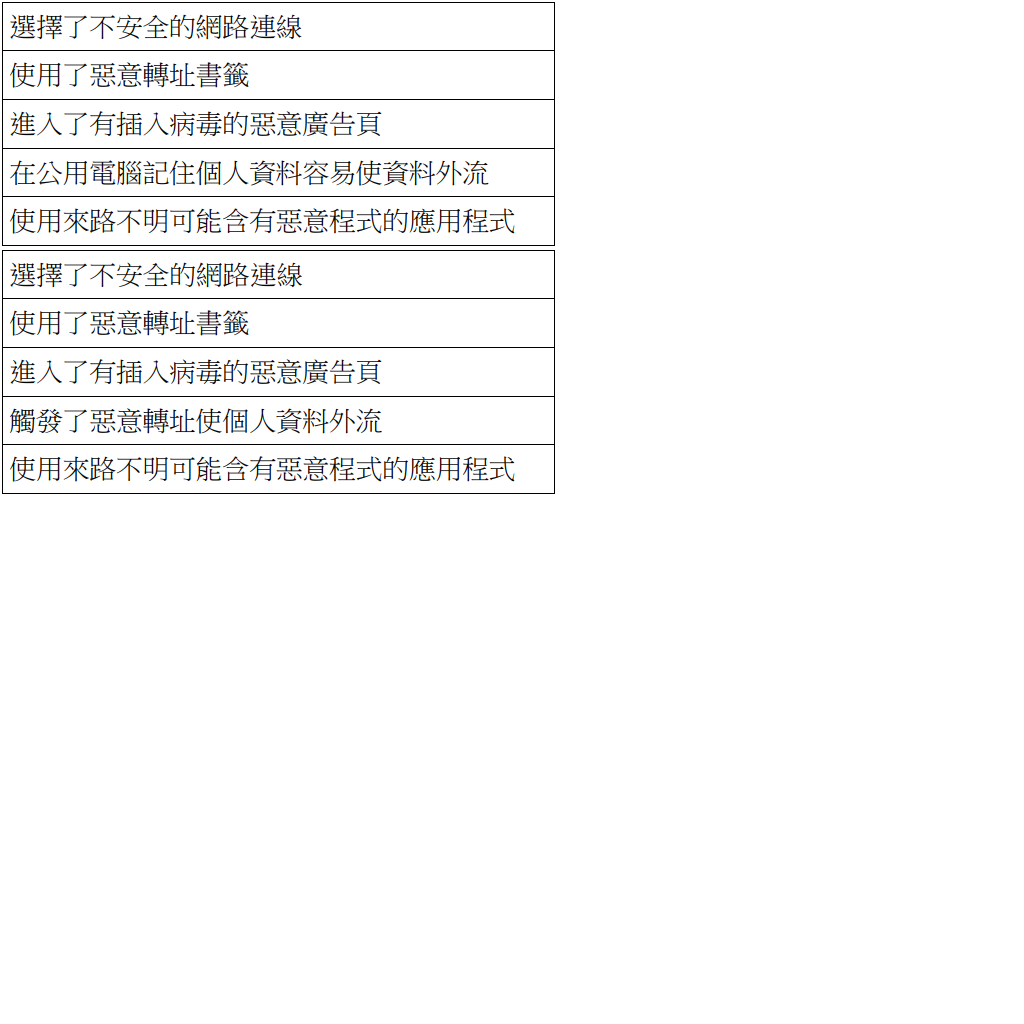 選擇了不安全的網路連線
使用了惡意轉址書籤
進入了有插入病毒的惡意廣告頁
在公用電腦記住個人資料容易使資料外流
使用來路不明可能含有惡意程式的應用程式
選擇了不安全的網路連線
使用了惡意轉址書籤
進入了有插入病毒的惡意廣告頁
觸發了惡意轉址使個人資料外流
使用來路不明可能含有惡意程式的應用程式